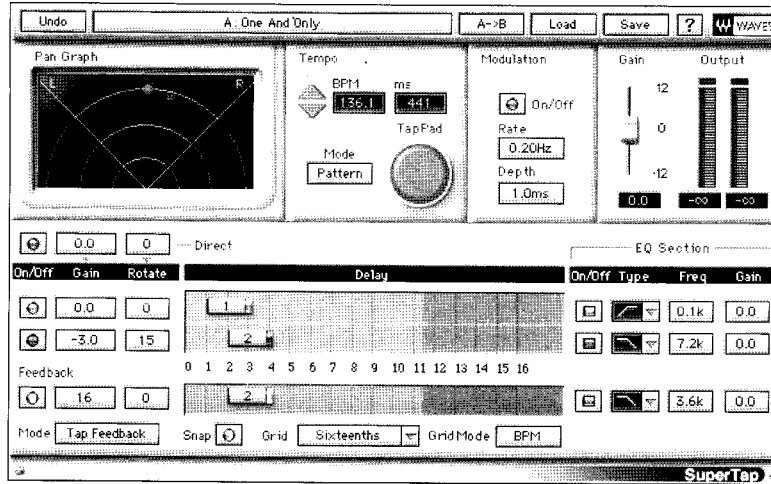 Undo A: One And Only A->B Load Save ? WAVES
Pan Graph Tempo Modulation Gain Output
L R
BPM ms
136.1 441
On/Off
12
TapPad
Rate
0.20Hz
0
Mode
Pattern
Depth
1.0ms
-12
0.0 -∞ -∞
0.0 0 Direct EQ Section
On/Off Gain Rotate Delay On/Off Type Freq Gain
0.0 0 1 0.1k 0.0
-3.0 15 2 7.2k 0.0
0 1 2 3 4 5 6 7 8 9 10 11 12 13 14 15 16
Feedback
16 0 2 3.6k 0.0
Mode Tap Feedback Snap Grid Sixteenths Grid Mode BPM
SuperTap